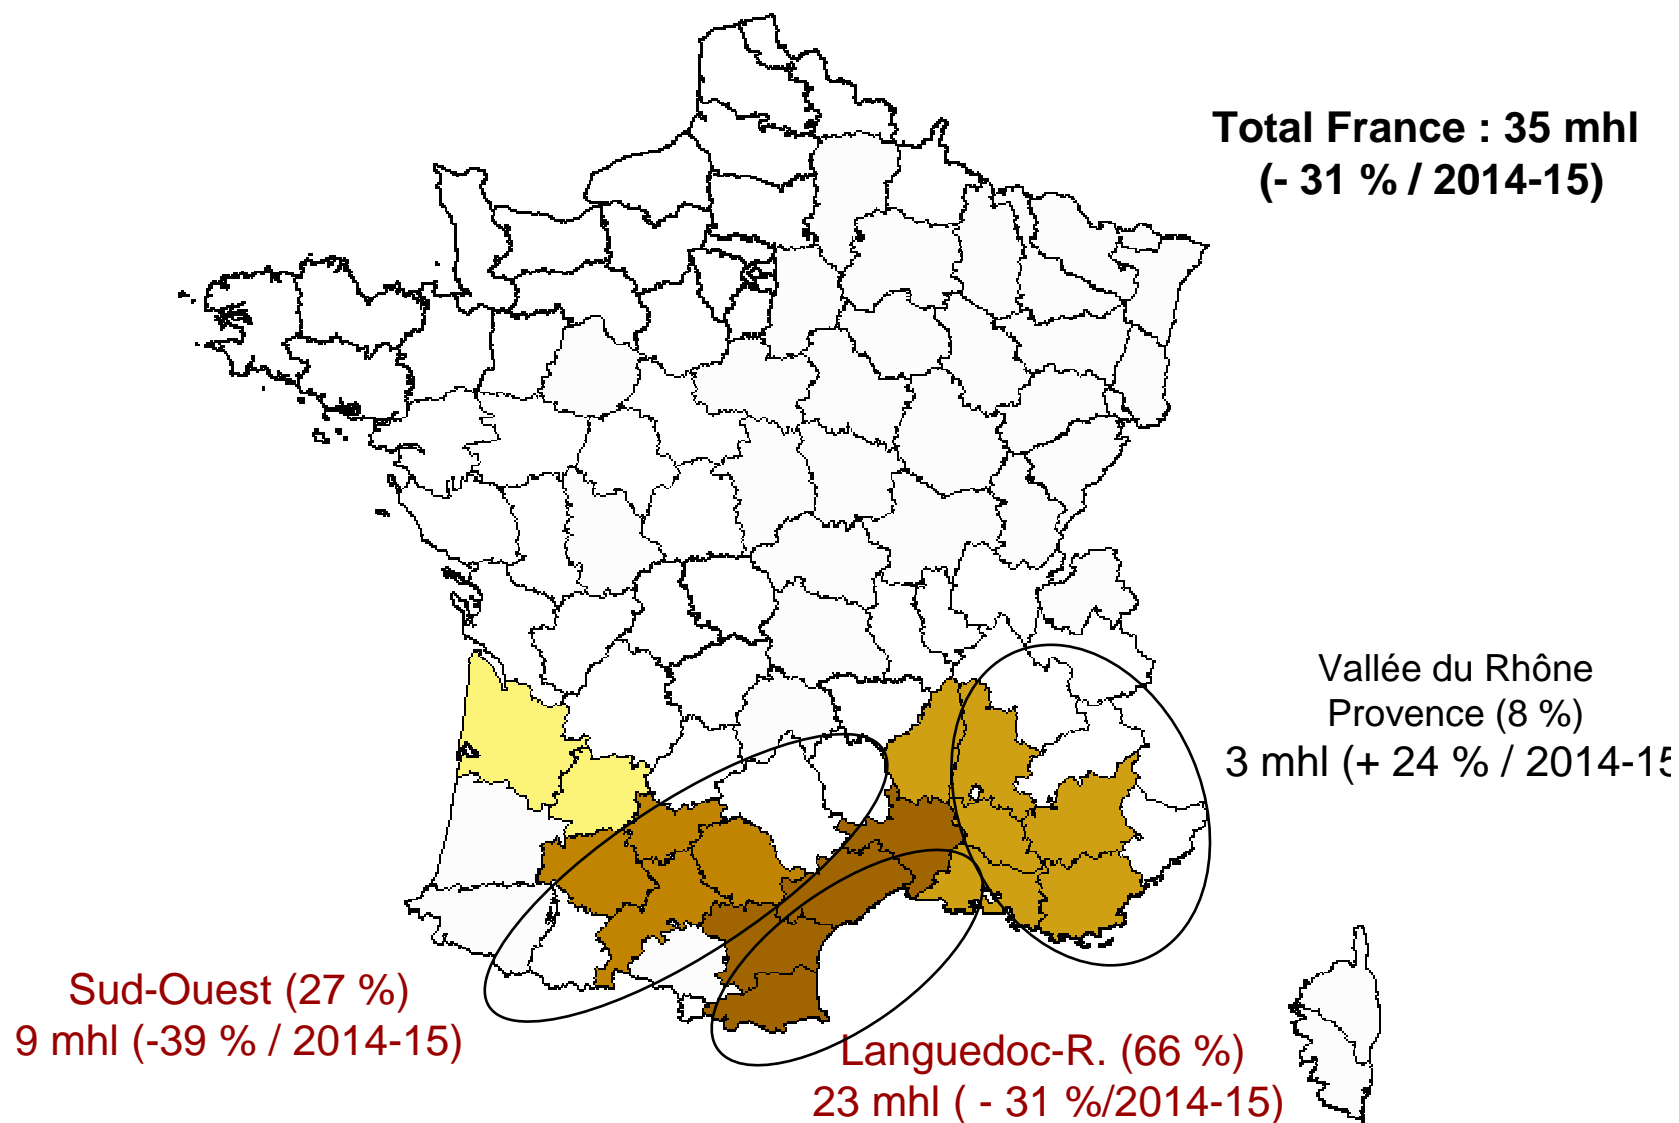 Total France : 35 mhl
(- 31 % / 2014-15)
Vallée du Rhône
Provence (8 %)
3 mhl (+ 24 % / 2014-15
Sud-Ouest (27 %)
9 mhl (-39 % / 2014-15)
Languedoc-R. (66 %)
23 mhl ( - 31 %/2014-15)